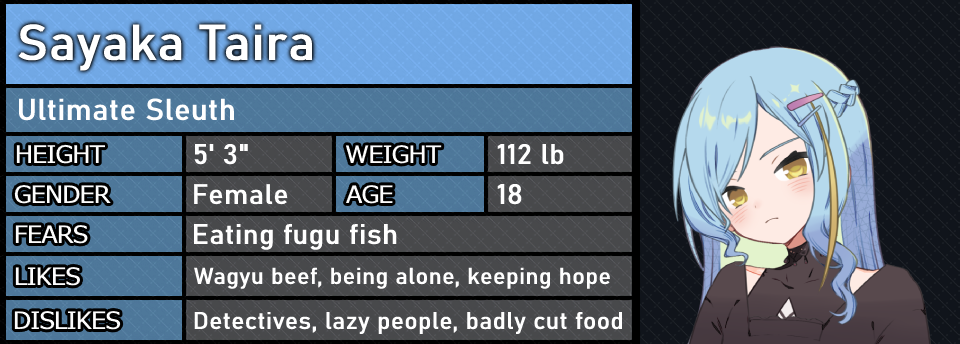 Sayaka Taira
Ultimate Sleuth
HEIGHT 5' 3" WEIGHT 112 lb
GENDER Female AGE 18
FEARS Eating fugu fish
LIKES Wagyu beef, being alone, keeping hope
DISLIKES Detectives, lazy people, badly cut food